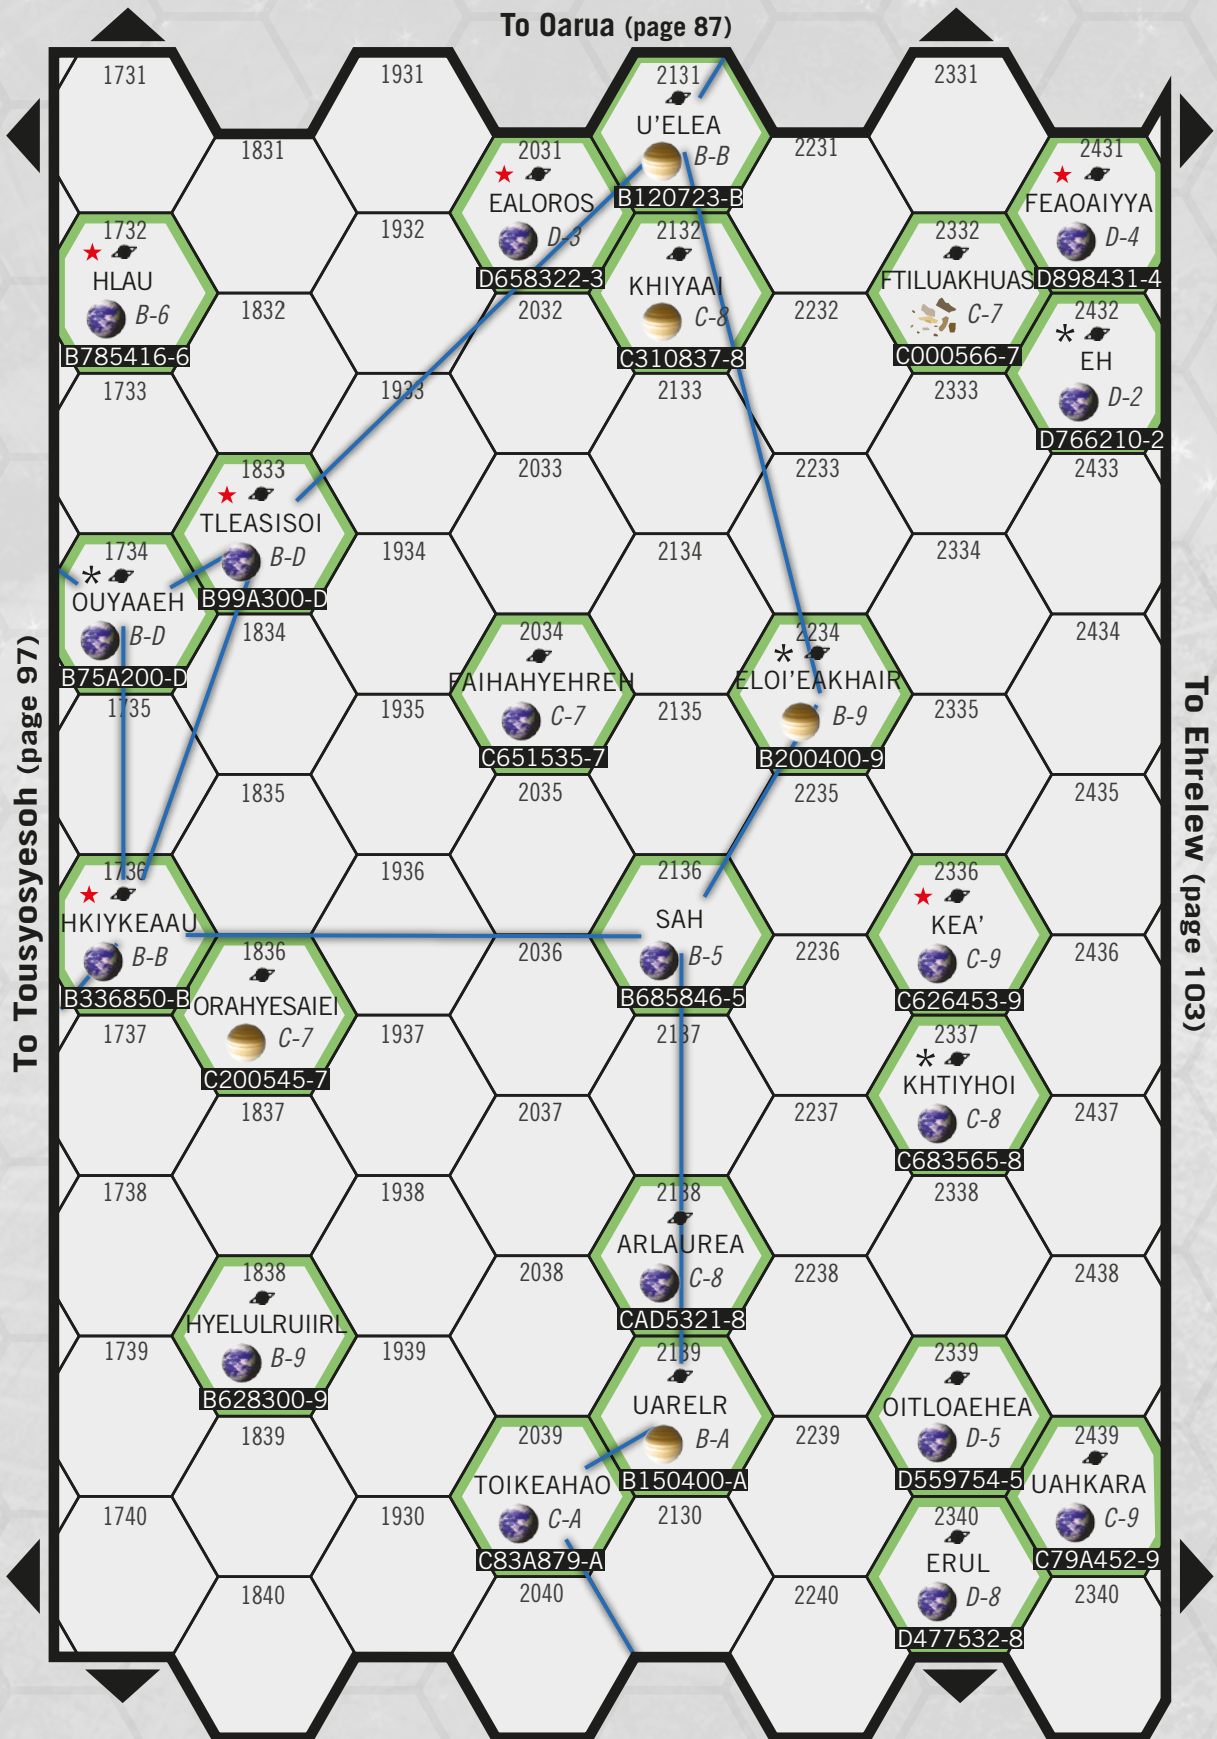 To Oarua (page 87)
To Tousyosyesoh (page 97)
To Ehrelew (page 103)
1731
1732
HLAU
B-6
B785416-6
1733
1734
* OUYAAEH
B-D
B75A200-D
1735
1736
HKIYKEAAU
B-B
B336850-B
1737
1738
1739
1740
1831
1832
1833
TLEASISOI
B-D
B99A300-D
1834
1835
1836
ORAHYESAIEI
C-7
C200545-7
1837
1838
HYELULRUIIRL
B-9
B628300-9
1839
1840
1931
1932
1933
1934
1935
1936
1937
1938
1939
1930
2031
EALOROS
D-3
D658322-3
2032
2033
2034
FAIHAHYEHREH
C-7
C651535-7
2035
2036
2037
2038
2039
TOIKEAHAO
C-A
C83A879-A
2040
2131
U'ELEA
B-B
B120723-B
2132
KHIYAAI
C-8
C310837-8
2133
2134
2135
2136
SAH
B-5
B685846-5
2137
2138
ARLAUREA
C-8
CAD5321-8
2139
UARELR
B-A
B150400-A
2130
2231
2232
2233
2234
* ELOI'EAKHAIR
B-9
B200400-9
2235
2236
2237
2238
2239
2240
2331
2332
FTILUAKHUAS
C-7
C000566-7
2333
2334
2335
2336
KEA'
C-9
C626453-9
2337
* KHTIYHOI
C-8
C683565-8
2338
2339
OITLOAEHEA
D-5
D559754-5
2340
ERUL
D-8
D477532-8
2431
FEAOAIYYA
D-4
D898431-4
2432
* EH
D-2
D766210-2
2433
2434
2435
2436
2437
2438
2439
UAHKARA
C-9
C79A452-9
2340